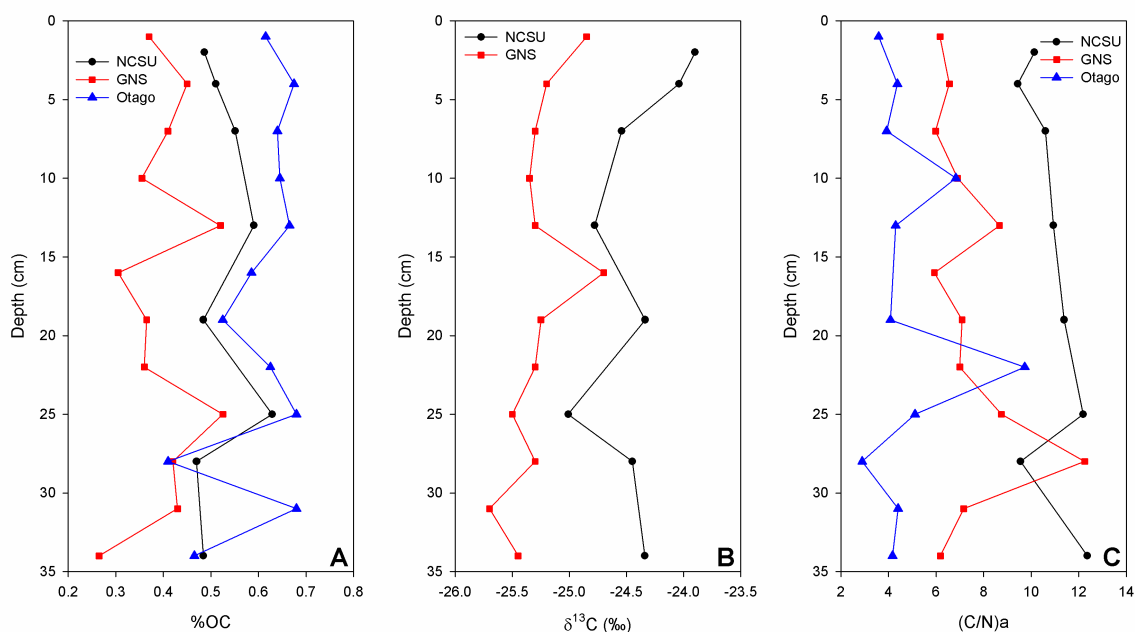 0
5
10
15
20
25
30
35
Depth (cm)
NCSU
GNS
Otago
A
0.2 0.3 0.4 0.5 0.6 0.7 0.8
%OC
0
5
10
15
20
25
30
35
Depth (cm)
NCSU
GNS
B
-26.0 -25.5 -25.0 -24.5 -24.0 -23.5
δ¹³C (‰)
0
5
10
15
20
25
30
35
Depth (cm)
NCSU
GNS
Otago
C
2 4 6 8 10 12 14
(C/N)a